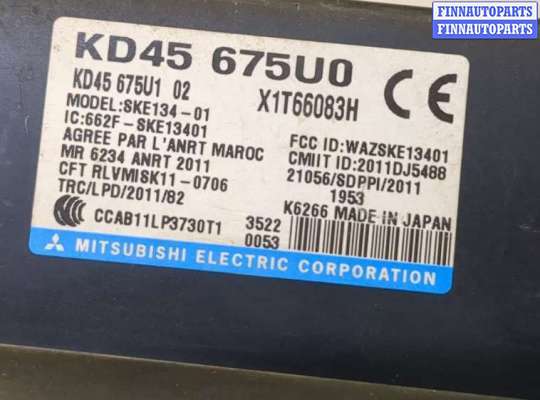 FINNAUTOPARTS
FINNAUTOPARTS
KD45 675U0
KD45 675U1 02
X1T66083H
CE
MODEL:SKE134-01
IC:662F-SKE13401
AGREE PAR L'ANRT MAROC
MR 6234 ANRT 2011
CFT RLVMISK11-0706
TRC/LPD/2011/82
FCC ID:WAZSKE13401
CMIIT ID:2011DJ5488
21056/SDPPI/2011
1953
K6266 MADE IN JAPAN
CCC
CCAB11LP3730T1
3522
0053
MITSUBISHI ELECTRIC CORPORATION